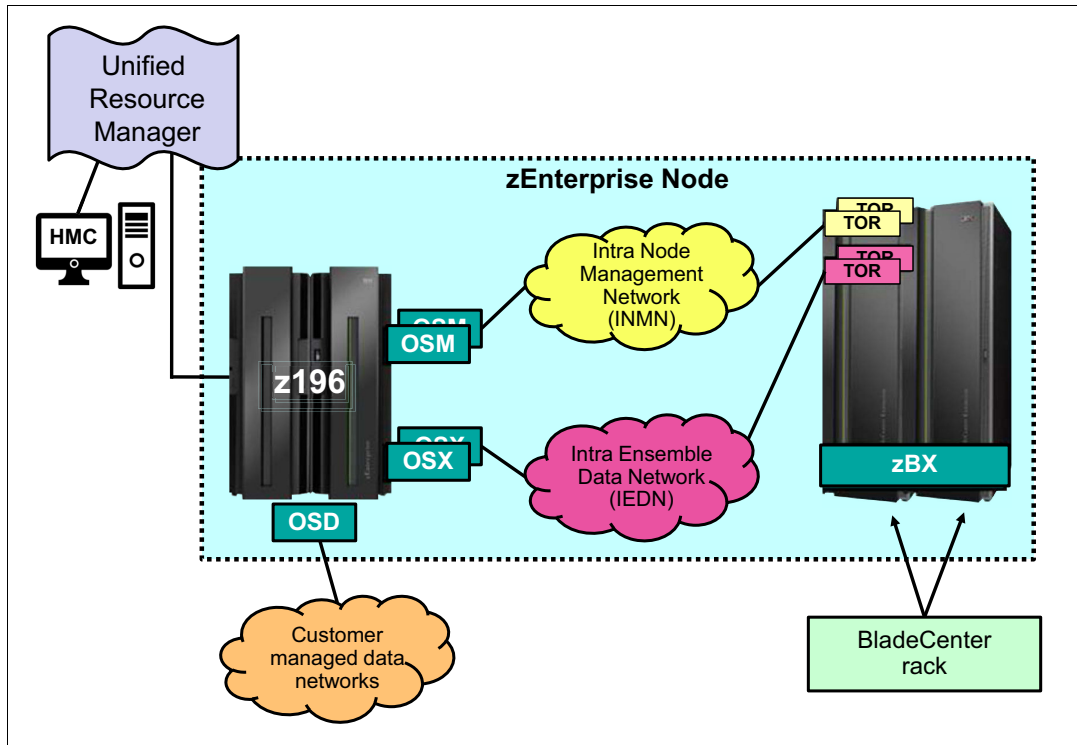 Unified
Resource
Manager
HMC
zEnterprise Node
TOR
TOR
TOR
TOR
Intra Node
Management
Network
(INMN)
OSM
OSM
z196
OSX
OSX
Intra Ensemble
Data Network
(IEDN)
zBX
OSD
Customer
managed data
networks
BladeCenter
rack